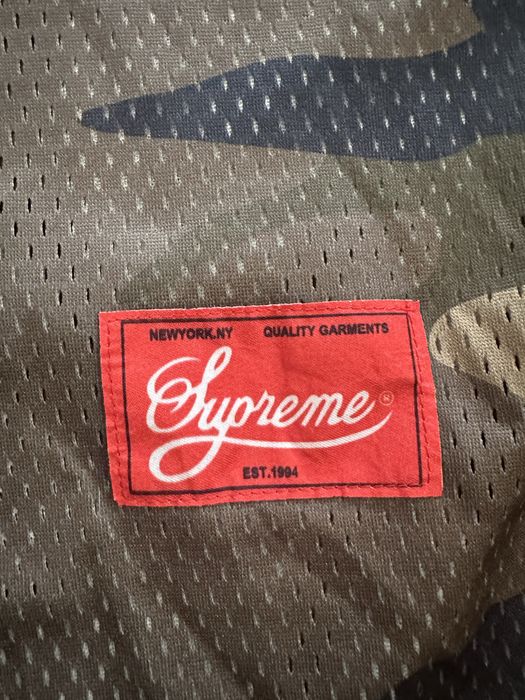 NEWYORK.NY QUALITY GARMENTS
Supreme ®
EST.1994